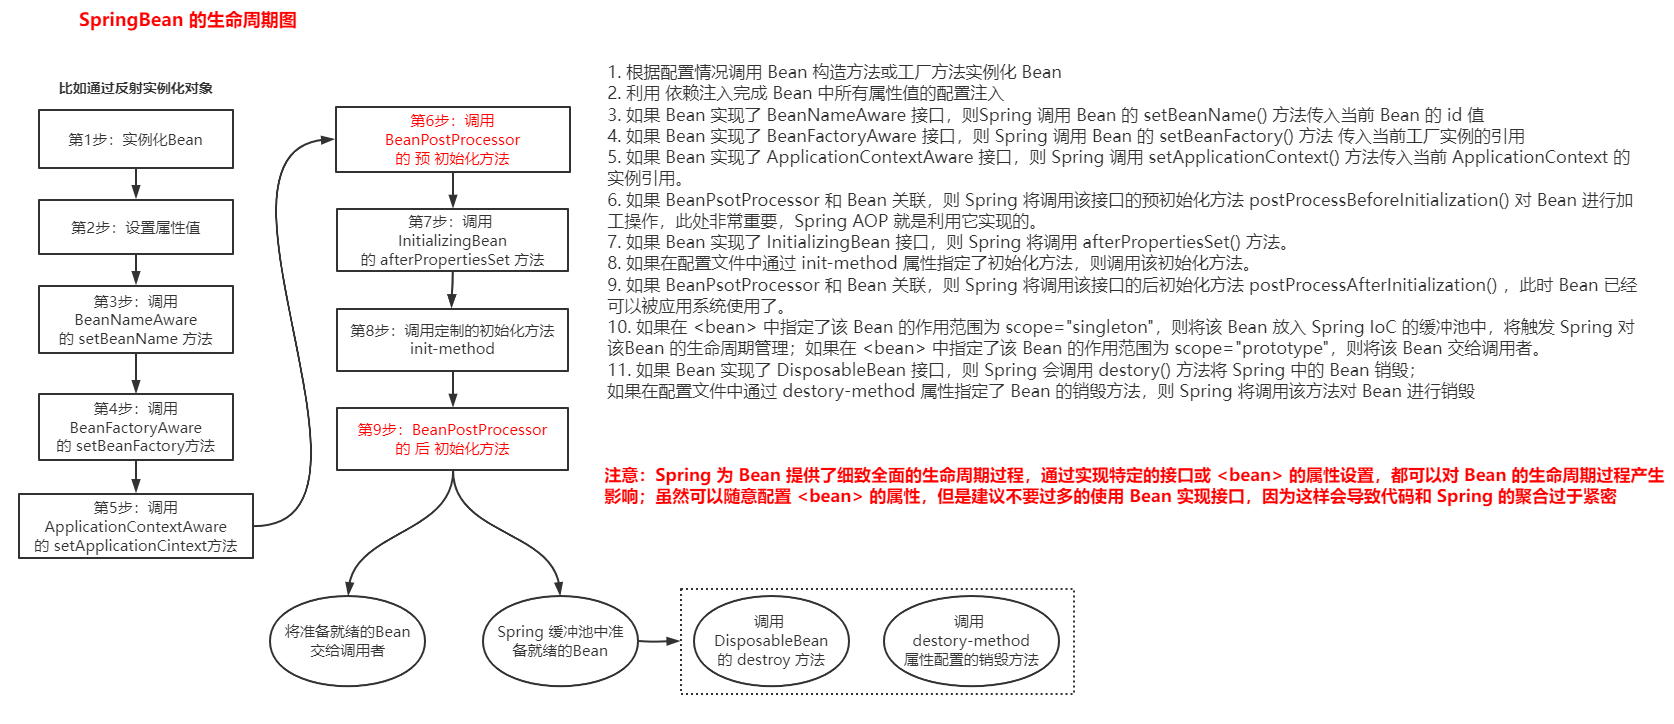 SpringBean 的生命周期图
比如通过反射实例化对象
第1步：实例化Bean
第2步：设置属性值
第3步：调用
BeanNameAware
的 setBeanName 方法
第4步：调用
BeanFactoryAware
的 setBeanFactory方法
第5步：调用
ApplicationContextAware
的 setApplicationCintext方法
第6步：调用
BeanPostProcessor
的 预 初始化方法
第7步：调用
InitializingBean
的 afterPropertiesSet 方法
第8步：调用定制的初始化方法
init-method
第9步：BeanPostProcessor
的 后 初始化方法
将准备就绪的Bean
交给调用者
Spring 缓冲池中准
备就绪的Bean
调用
DisposableBean
的 destroy 方法
调用
destory-method
属性配置的销毁方法
1. 根据配置情况调用 Bean 构造方法或工厂方法实例化 Bean
2. 利用 依赖注入完成 Bean 中所有属性值的配置注入
3. 如果 Bean 实现了 BeanNameAware 接口，则Spring 调用 Bean 的 setBeanName() 方法传入当前 Bean 的 id 值
4. 如果 Bean 实现了 BeanFactoryAware 接口，则 Spring 调用 Bean 的 setBeanFactory() 方法 传入当前工厂实例的引用
5. 如果 Bean 实现了 ApplicationContextAware 接口，则 Spring 调用 setApplicationContext() 方法传入当前 ApplicationContext 的
实例引用。
6. 如果 BeanPsotProcessor 和 Bean 关联，则 Spring 将调用该接口的预初始化方法 postProcessBeforeInitialization() 对 Bean 进行加
工操作，此处非常重要，Spring AOP 就是利用它实现的。
7. 如果 Bean 实现了 InitializingBean 接口，则 Spring 将调用 afterPropertiesSet() 方法。
8. 如果在配置文件中通过 init-method 属性指定了初始化方法，则调用该初始化方法。
9. 如果 BeanPsotProcessor 和 Bean 关联，则 Spring 将调用该接口的后初始化方法 postProcessAfterInitialization() ，此时 Bean 已经
可以被应用系统使用了。
10. 如果在 <bean> 中指定了该 Bean 的作用范围为 scope="singleton"，则将该 Bean 放入 Spring IoC 的缓冲池中，将触发 Spring 对
该Bean 的生命周期管理；如果在 <bean> 中指定了该 Bean 的作用范围为 scope="prototype"，则将该 Bean 交给调用者。
11. 如果 Bean 实现了 DisposableBean 接口，则 Spring 会调用 destory() 方法将 Spring 中的 Bean 销毁；
如果在配置文件中通过 destory-method 属性指定了 Bean 的销毁方法，则 Spring 将调用该方法对 Bean 进行销毁
注意：Spring 为 Bean 提供了细致全面的生命周期过程，通过实现特定的接口或 <bean> 的属性设置，都可以对 Bean 的生命周期过程产生
影响；虽然可以随意配置 <bean> 的属性，但是建议不要过多的使用 Bean 实现接口，因为这样会导致代码和 Spring 的聚合过于紧密